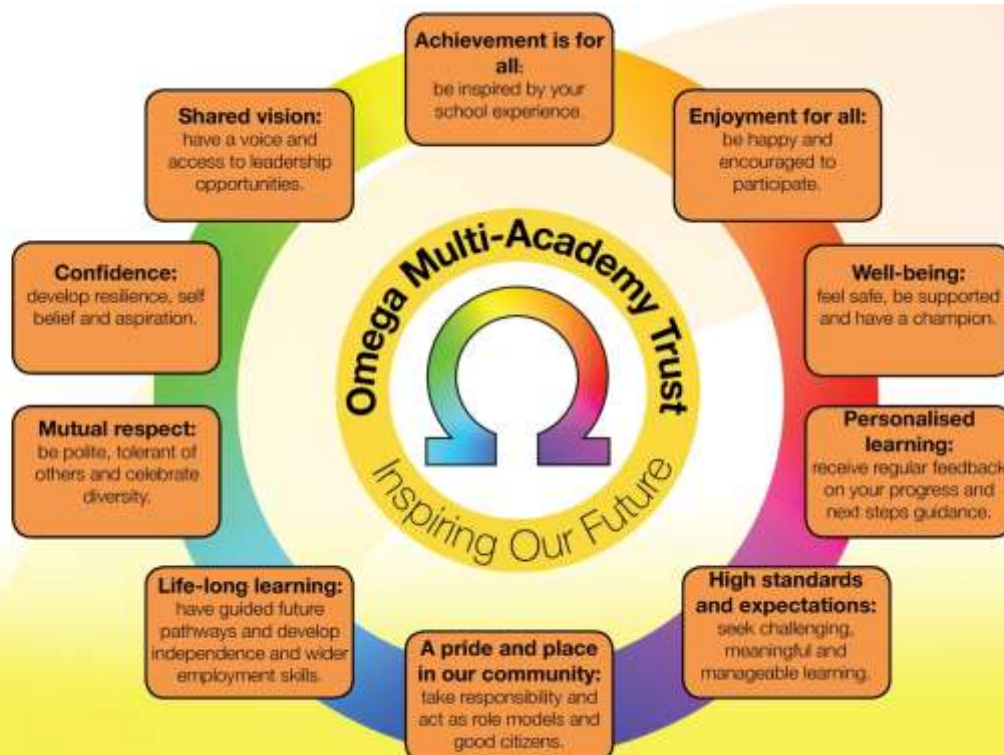 Achievement is for
all:
be inspired by your
school experience.
Enjoyment for all:
be happy and
encouraged to
participate.
Well-being:
feel safe, be supported
and have a champion.
Personalised
learning:
receive regular feedback
on your progress and
next steps guidance.
High standards
and expectations:
seek challenging,
meaningful and
manageable learning.
A pride and place
in our community:
take responsibility and
act as role models and
good citizens.
Life-long learning:
have guided future
pathways and develop
independence and wider
employment skills.
Mutual respect:
be polite, tolerant of
others and celebrate
diversity.
Confidence:
develop resilience, self
belief and aspiration.
Shared vision:
have a voice and
access to leadership
opportunities.
Omega Multi-Academy Trust
Ω
Inspiring Our Future